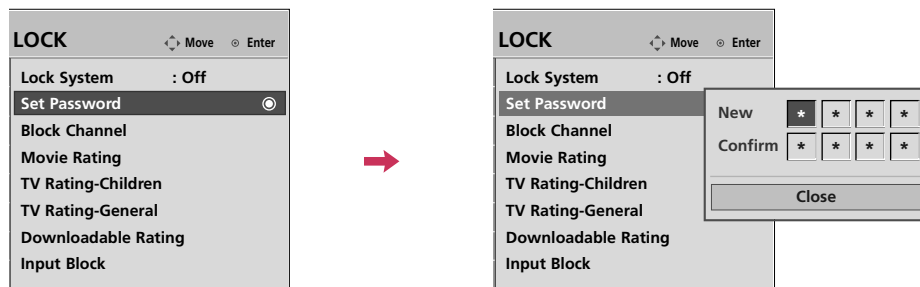 LOCK Move Enter
Lock System : Off
Set Password
Block Channel
Movie Rating
TV Rating-Children
TV Rating-General
Downloadable Rating
Input Block
LOCK Move Enter
Lock System : Off
Set Password
Block Channel
Movie Rating
TV Rating-Children
TV Rating-General
Downloadable Rating
Input Block
New * * * *
Confirm * * * *
Close